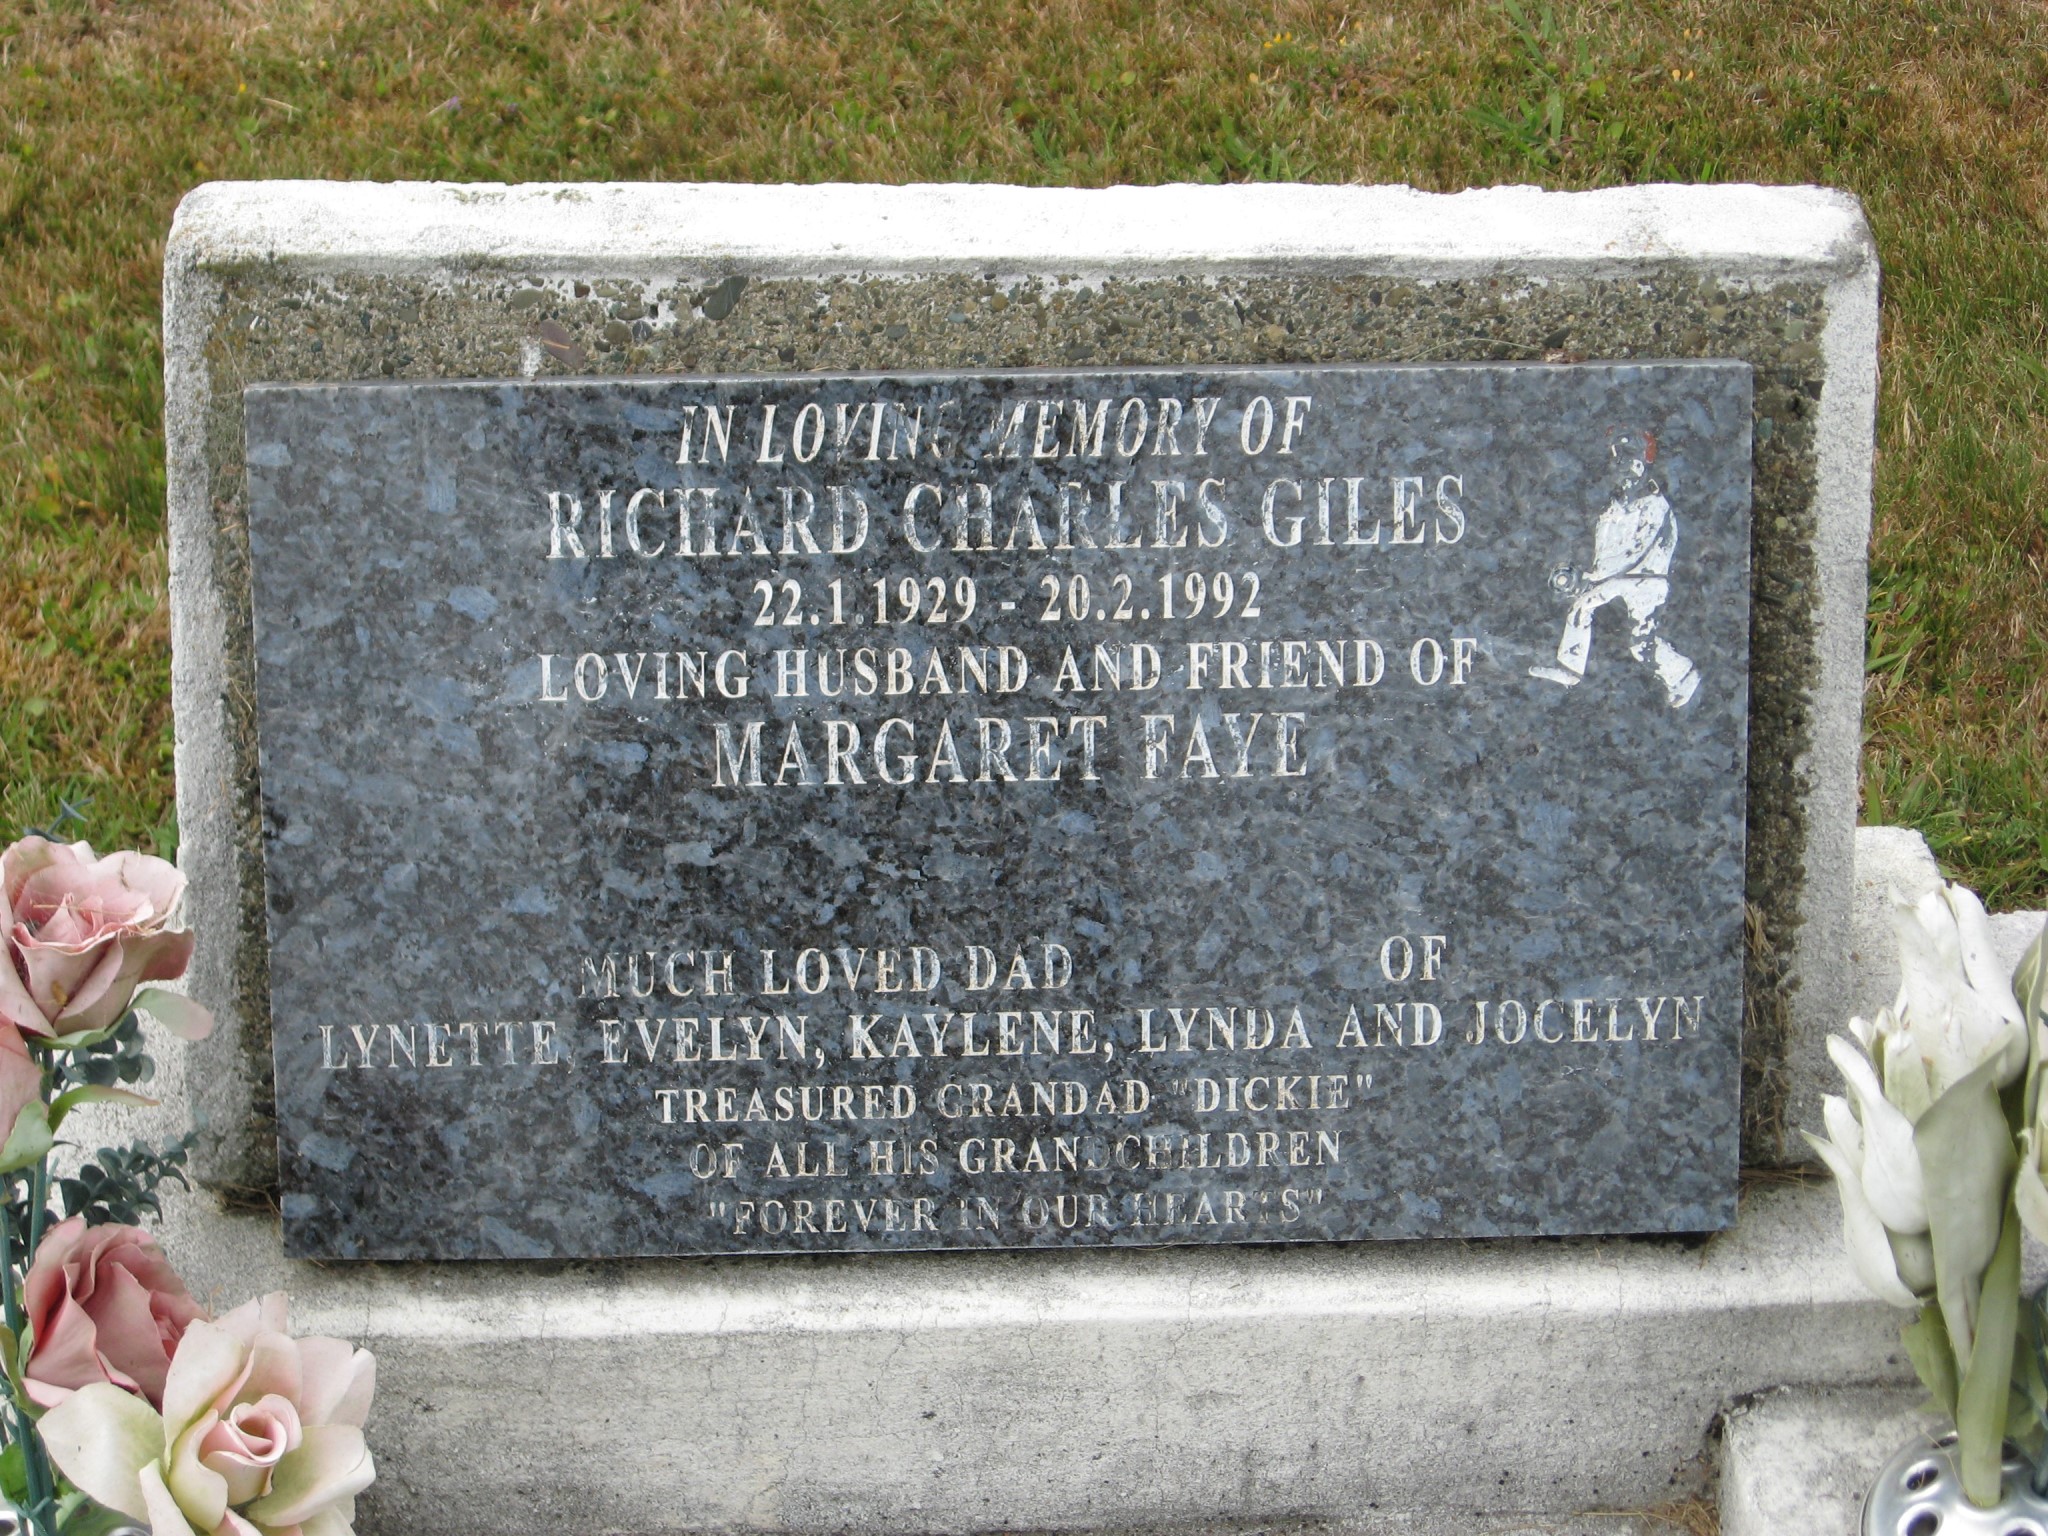 IN LOVING MEMORY OF
RICHARD CHARLES GILES
22.1.1929 - 20.2.1992
LOVING HUSBAND AND FRIEND OF
MARGARET FAYE
MUCH LOVED DAD OF
LYNETTE, EVELYN, KAYLENE, LYNDA AND JOCELYN
TREASURED GRANDAD "DICKIE"
OF ALL HIS GRANDCHILDREN
"FOREVER IN OUR HEARTS"